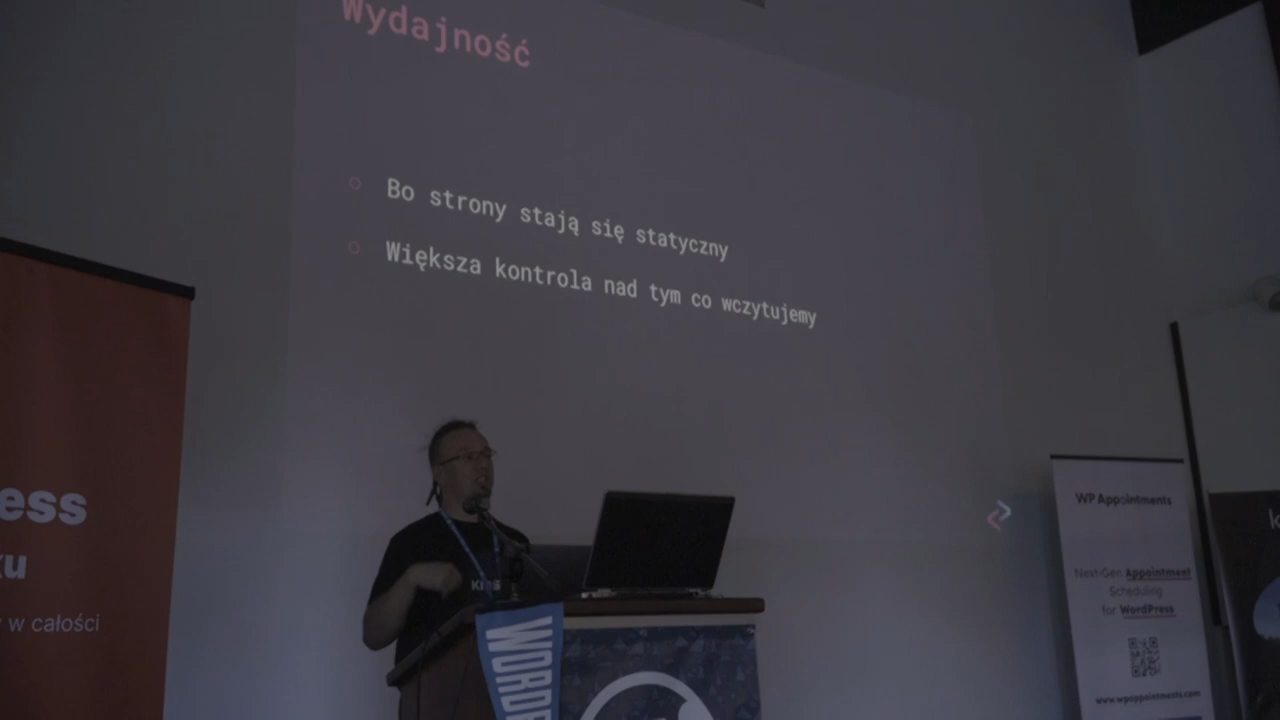 Wydajność
Bo strony stają się statyczny
Większa kontrola nad tym co wczytujemy
ess
ku
w całości
WP Appointments
Next-Gen Appointment
Scheduling
for WordPress
www.wpappointments.com
WORDP